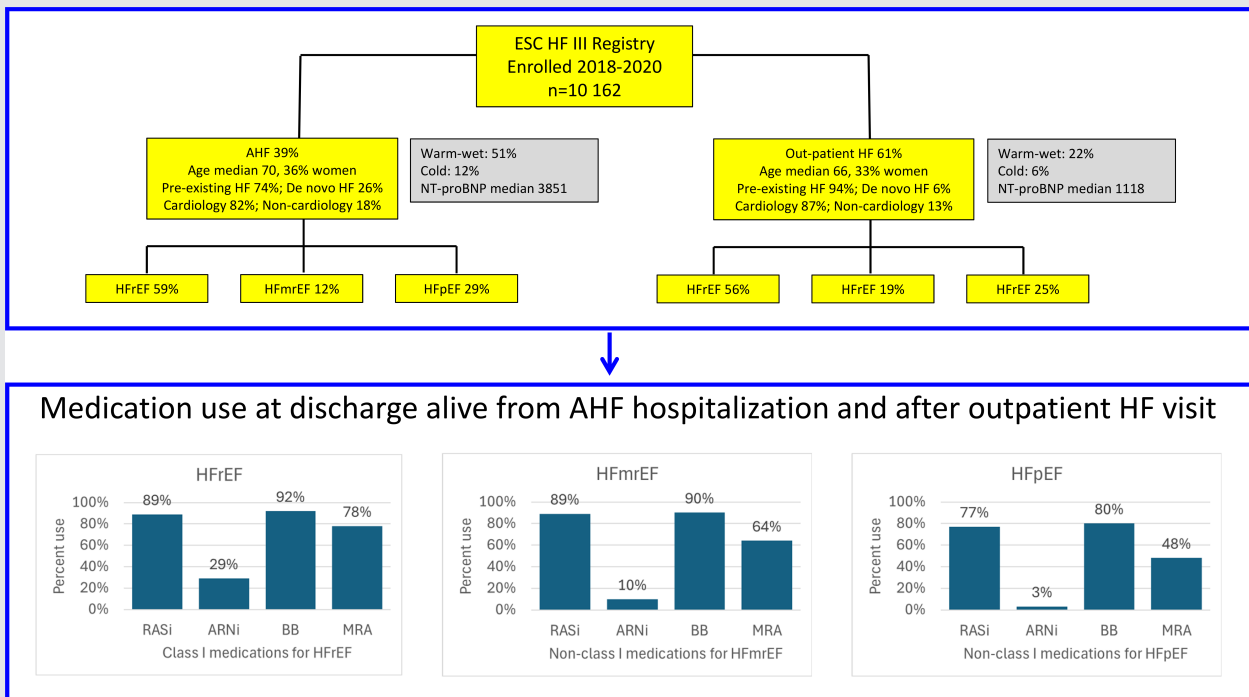 ESC HF III Registry
Enrolled 2018-2020
n=10 162
AHF 39%
Age median 70, 36% women
Pre-existing HF 74%; De novo HF 26%
Cardiology 82%; Non-cardiology 18%
Warm-wet: 51%
Cold: 12%
NT-proBNP median 3851
Out-patient HF 61%
Age median 66, 33% women
Pre-existing HF 94%; De novo HF 6%
Cardiology 87%; Non-cardiology 13%
Warm-wet: 22%
Cold: 6%
NT-proBNP median 1118
HFrEF 59%
HFmrEF 12%
HFpEF 29%
HFrEF 56%
HFrEF 19%
HFrEF 25%
Medication use at discharge alive from AHF hospitalization and after outpatient HF visit
HFrEF
Percent use
100%
80%
60%
40%
20%
0%
89%
29%
92%
78%
RASi ARNi BB MRA
Class I medications for HFrEF
HFmrEF
Percent use
100%
80%
60%
40%
20%
0%
89%
10%
90%
64%
RASi ARNi BB MRA
Non-class I medications for HFmrEF
HFpEF
Percent use
100%
80%
60%
40%
20%
0%
77%
3%
80%
48%
RASi ARNi BB MRA
Non-class I medications for HFpEF